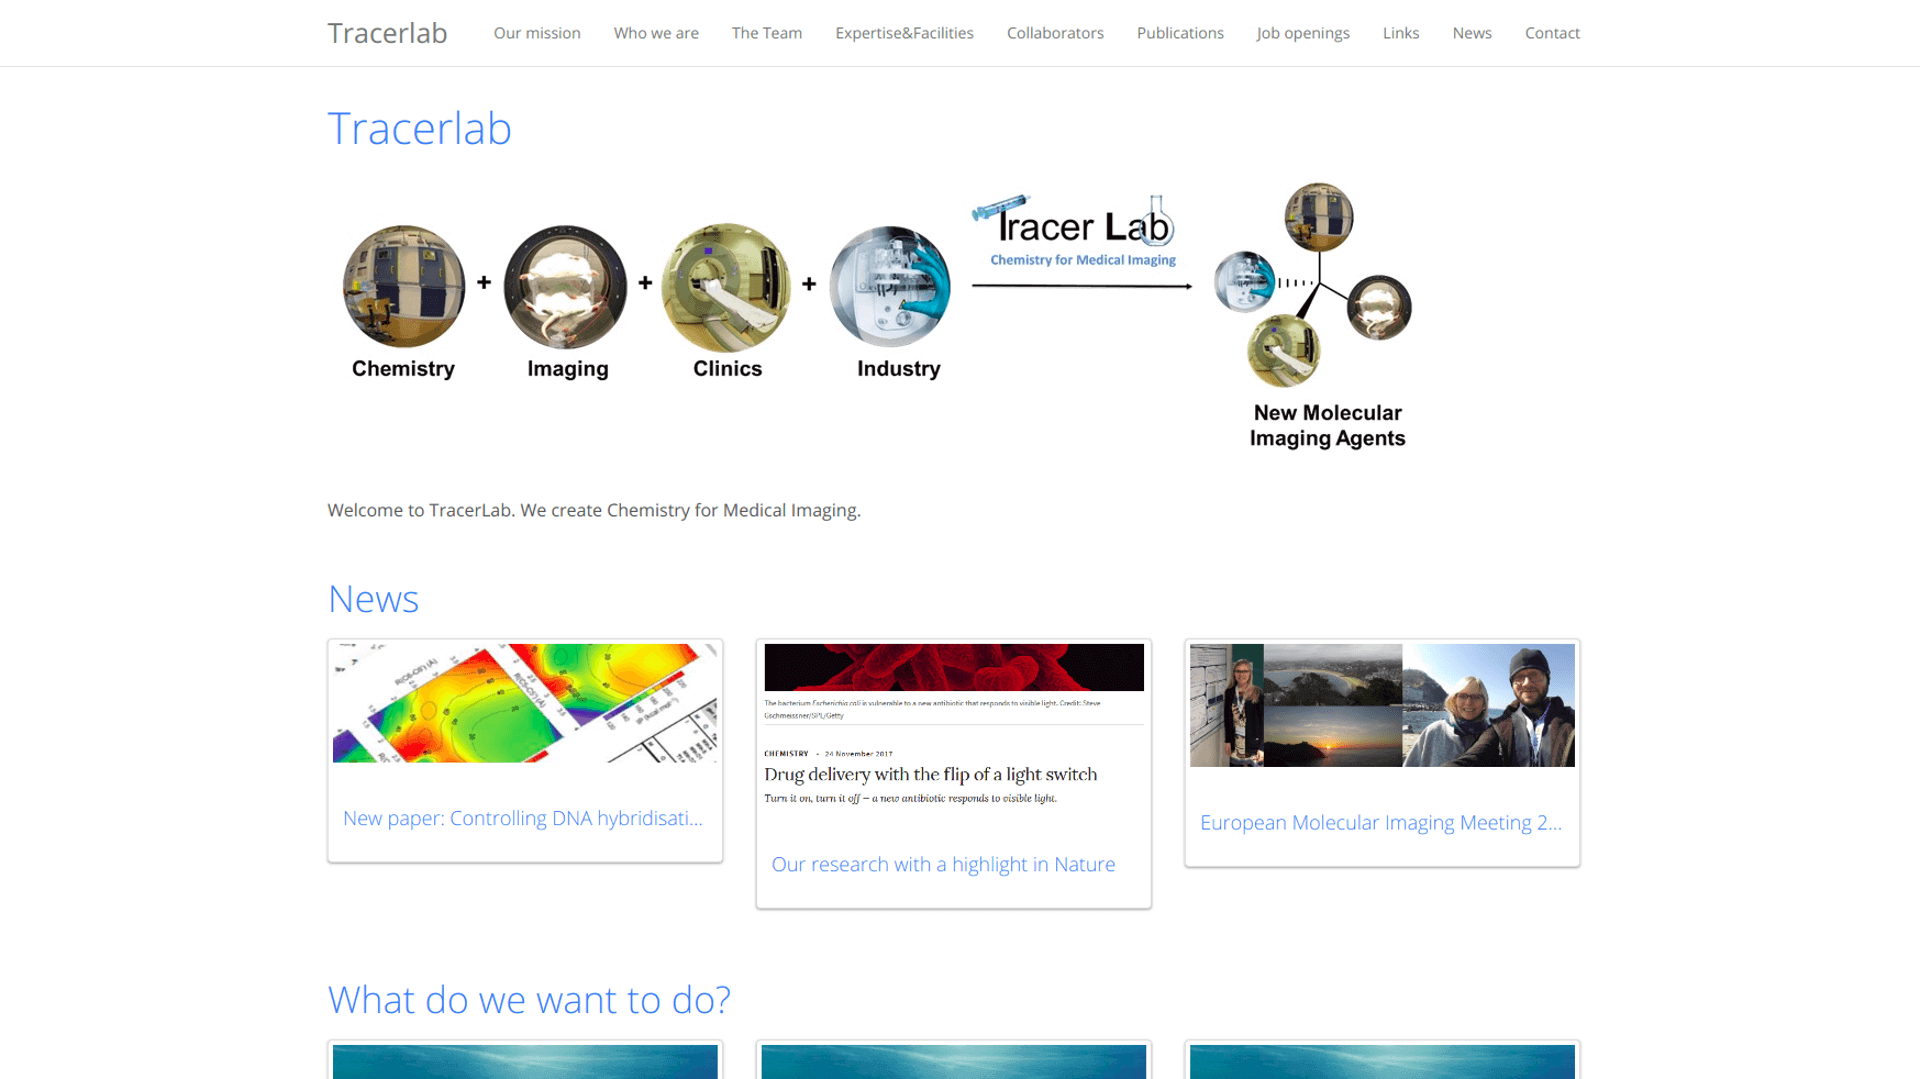 Tracerlab Our mission Who we are The Team Expertise&Facilities Collaborators Publications Job openings Links News Contact
Tracerlab
Tracer Lab
Chemistry for Medical Imaging
+ + +
Chemistry Imaging Clinics Industry
New Molecular
Imaging Agents
Welcome to TracerLab. We create Chemistry for Medical Imaging.
News
The bacterium Escherichia coli is vulnerable to a new antibiotic that responds to visible light. Credit: Steve
Gschmeissner/SPL/Getty
CHEMISTRY • 24 November 2017
Drug delivery with the flip of a light switch
Turn it on, turn it off — a new antibiotic responds to visible light.
New paper: Controlling DNA hybridisati...
Our research with a highlight in Nature
European Molecular Imaging Meeting 2...
What do we want to do?